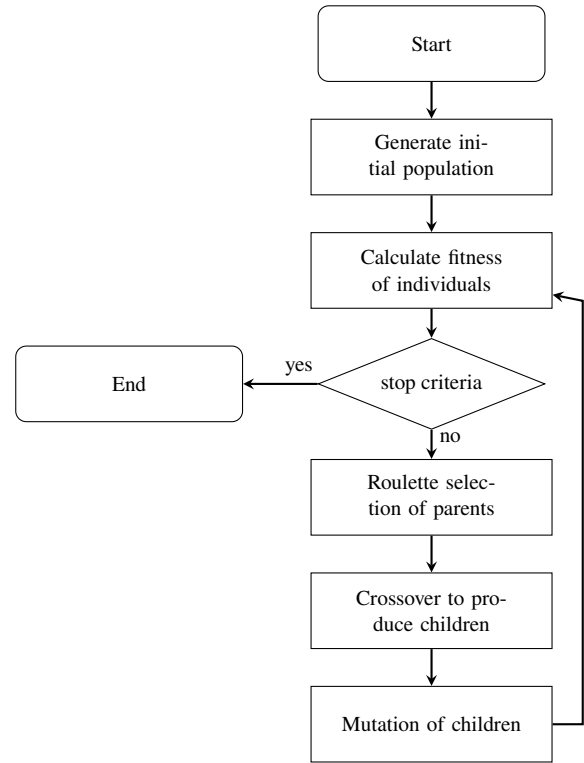 Start
Generate ini-
tial population
Calculate fitness
of individuals
yes
End
stop criteria
no
Roulette selec-
tion of parents
Crossover to pro-
duce children
Mutation of children